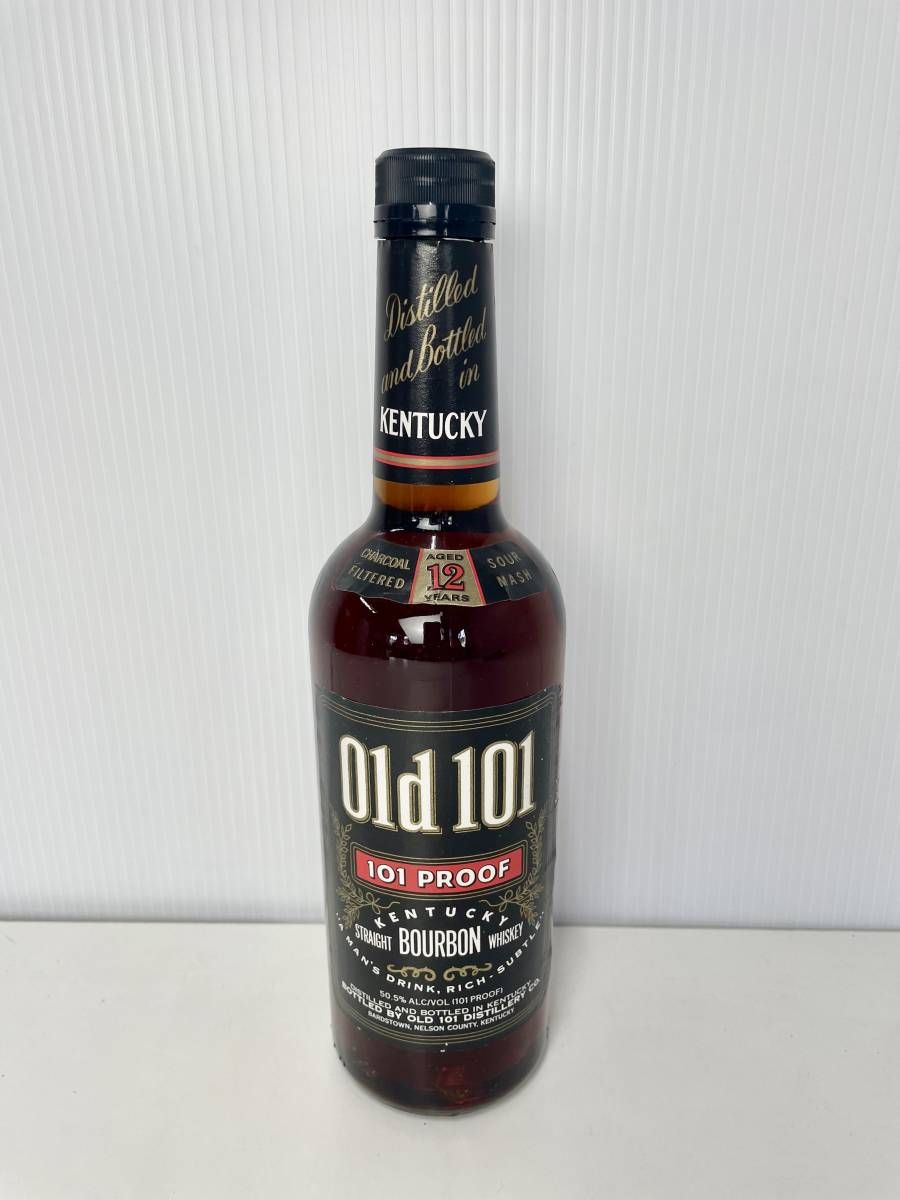 Distilled
and Bottled
in
KENTUCKY
CHARCOAL
FILTERED
AGED
12
YEARS
SOUR
MASH
Old 101
101 PROOF
KENTUCKY
STRAIGHT BOURBON WHISKEY
A MAN'S DRINK, RICH - SUBTLE
50.5% ALC/VOL (101 PROOF)
DISTILLED AND BOTTLED IN KENTUCKY
BOTTLED BY OLD 101 DISTILLERY CO.
BARDSTOWN, NELSON COUNTY, KENTUCKY